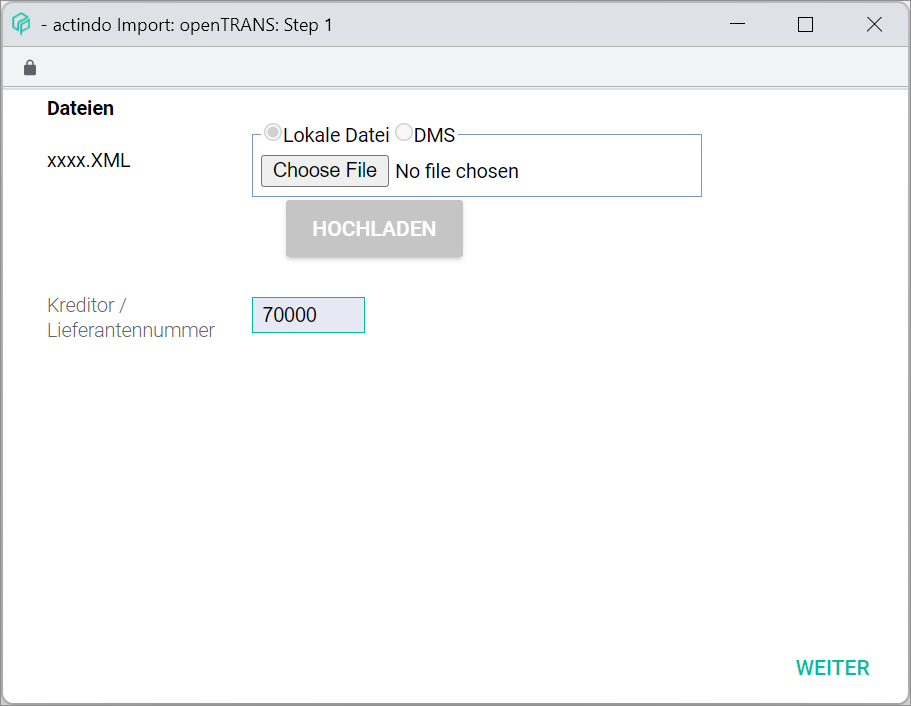 - actindo Import: openTRANS: Step 1
Dateien
Lokale Datei DMS
xxxx.XML
Choose File No file chosen
HOCHLADEN
Kreditor /
Lieferantennummer
70000
WEITER